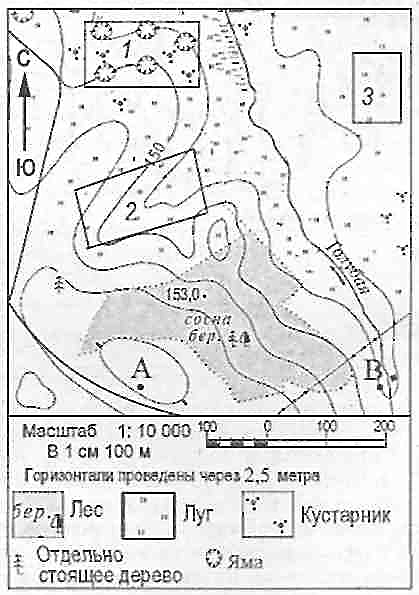 1
С
3
Ю
150
2
Голубая
153,0
сосна
бер.
А
В
Масштаб 1: 10 000
В 1 см 100 м
100 0 100 200
Горизонтали проведены через 2,5 метра
бер. Лес Луг Кустарник
Отдельно
стоящее дерево
Яма